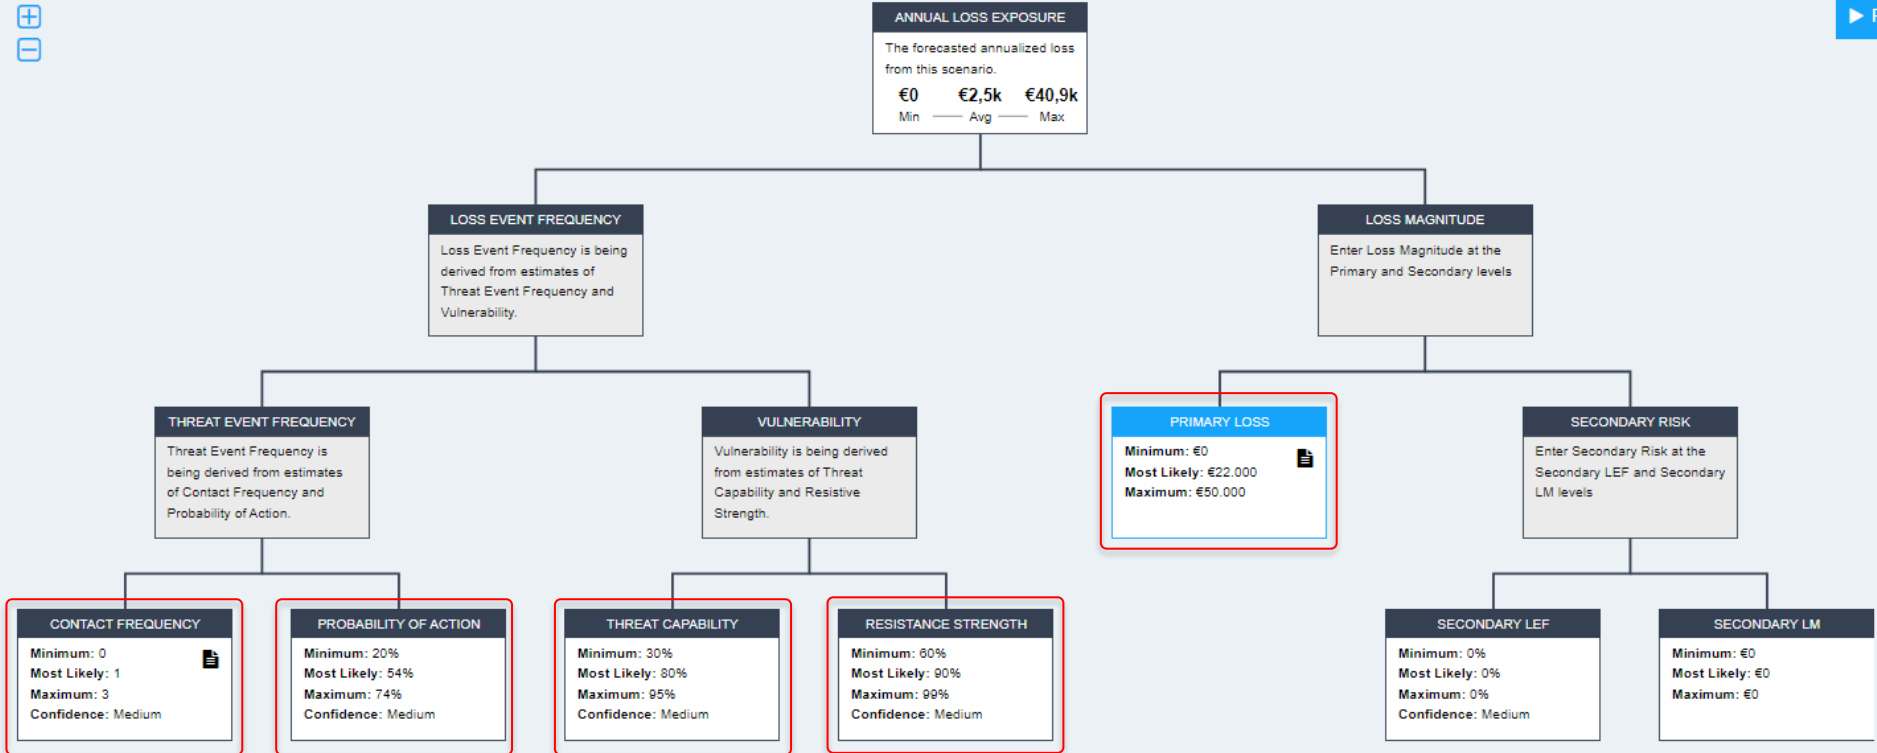 ANNUAL LOSS EXPOSURE
The forecasted annualized loss
from this scenario.
€0 €2,5k €40,9k
Min Avg Max
LOSS EVENT FREQUENCY
Loss Event Frequency is being
derived from estimates of
Threat Event Frequency and
Vulnerability.
LOSS MAGNITUDE
Enter Loss Magnitude at the
Primary and Secondary levels
THREAT EVENT FREQUENCY
Threat Event Frequency is
being derived from estimates
of Contact Frequency and
Probability of Action.
VULNERABILITY
Vulnerability is being derived
from estimates of Threat
Capability and Resistive
Strength.
PRIMARY LOSS
Minimum: €0
Most Likely: €22.000
Maximum: €50.000
SECONDARY RISK
Enter Secondary Risk at the
Secondary LEF and Secondary
LM levels
CONTACT FREQUENCY
Minimum: 0
Most Likely: 1
Maximum: 3
Confidence: Medium
PROBABILITY OF ACTION
Minimum: 20%
Most Likely: 54%
Maximum: 74%
Confidence: Medium
THREAT CAPABILITY
Minimum: 30%
Most Likely: 80%
Maximum: 95%
Confidence: Medium
RESISTANCE STRENGTH
Minimum: 60%
Most Likely: 90%
Maximum: 99%
Confidence: Medium
SECONDARY LEF
Minimum: 0%
Most Likely: 0%
Maximum: 0%
Confidence: Medium
SECONDARY LM
Minimum: €0
Most Likely: €0
Maximum: €0